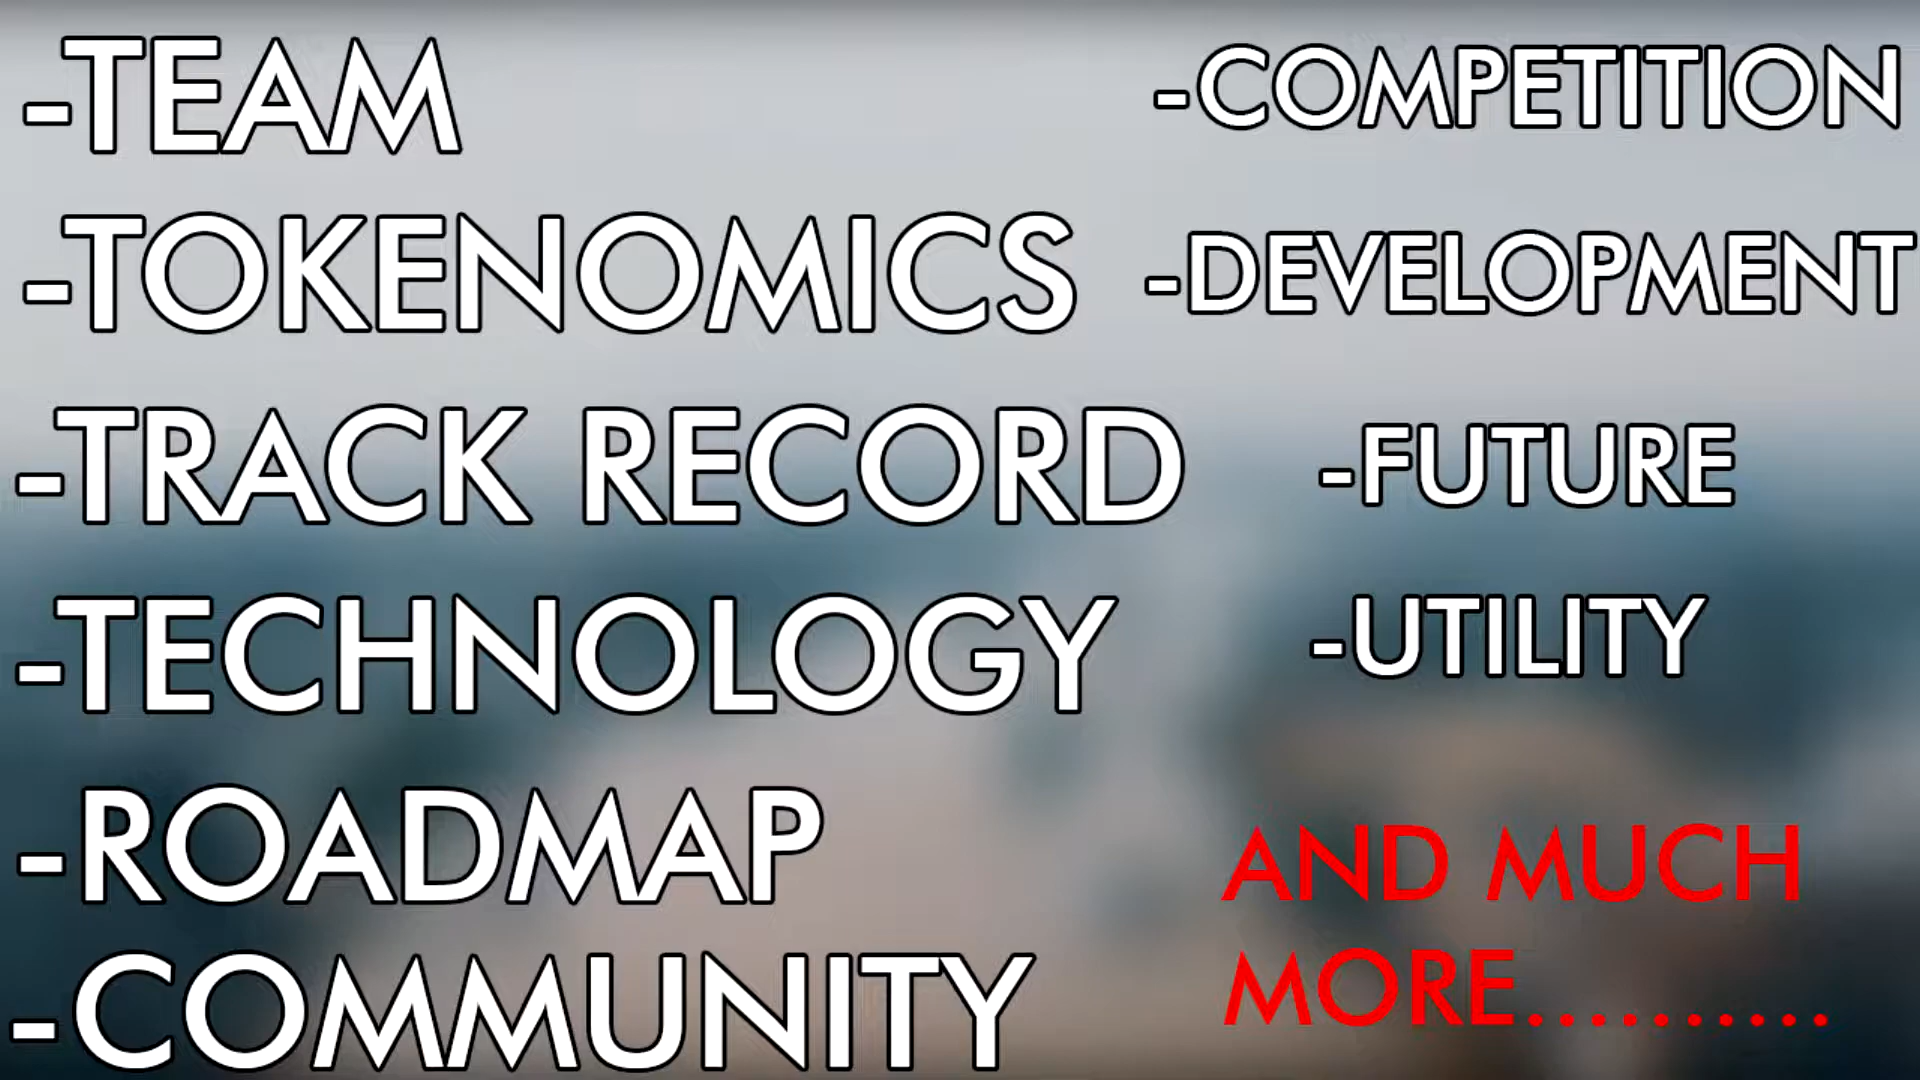 -TEAM
-TOKENOMICS
-TRACK RECORD
-TECHNOLOGY
-ROADMAP
-COMMUNITY
-COMPETITION
-DEVELOPMENT
-FUTURE
-UTILITY
AND MUCH
MORE..........